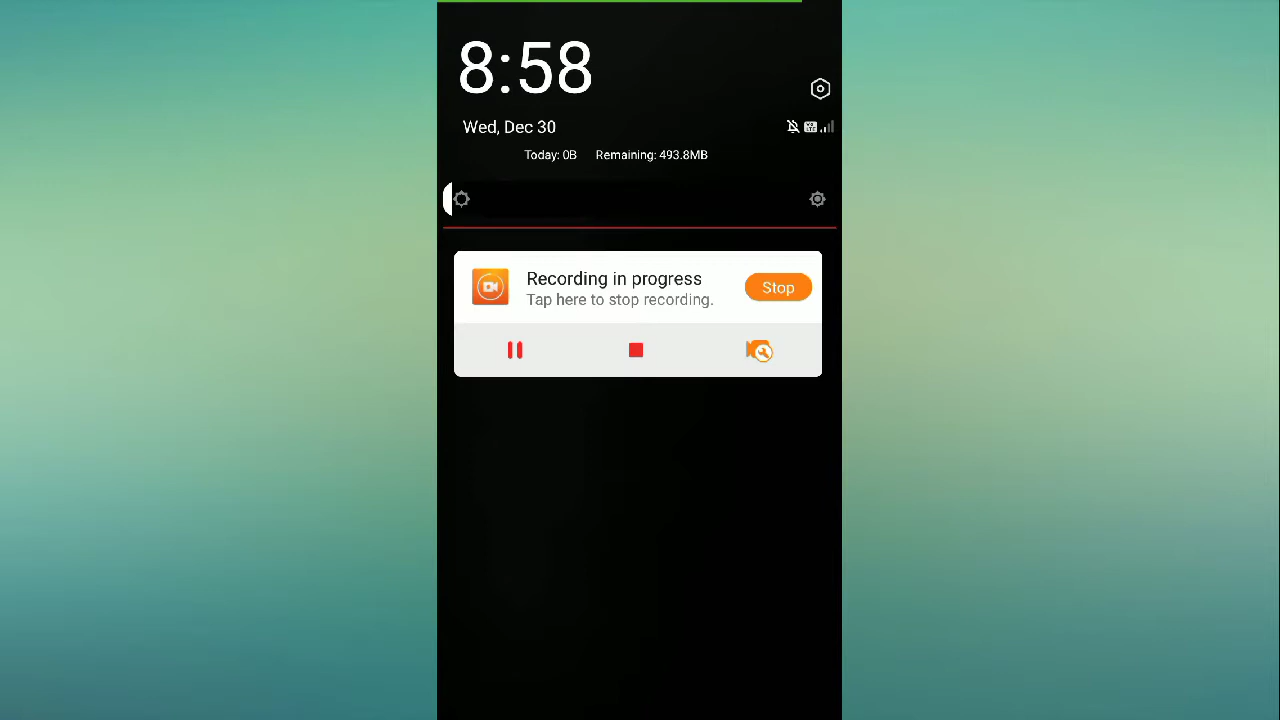 8:58
Wed, Dec 30
Today: 0B Remaining: 493.8MB
Recording in progress
Tap here to stop recording.
Stop